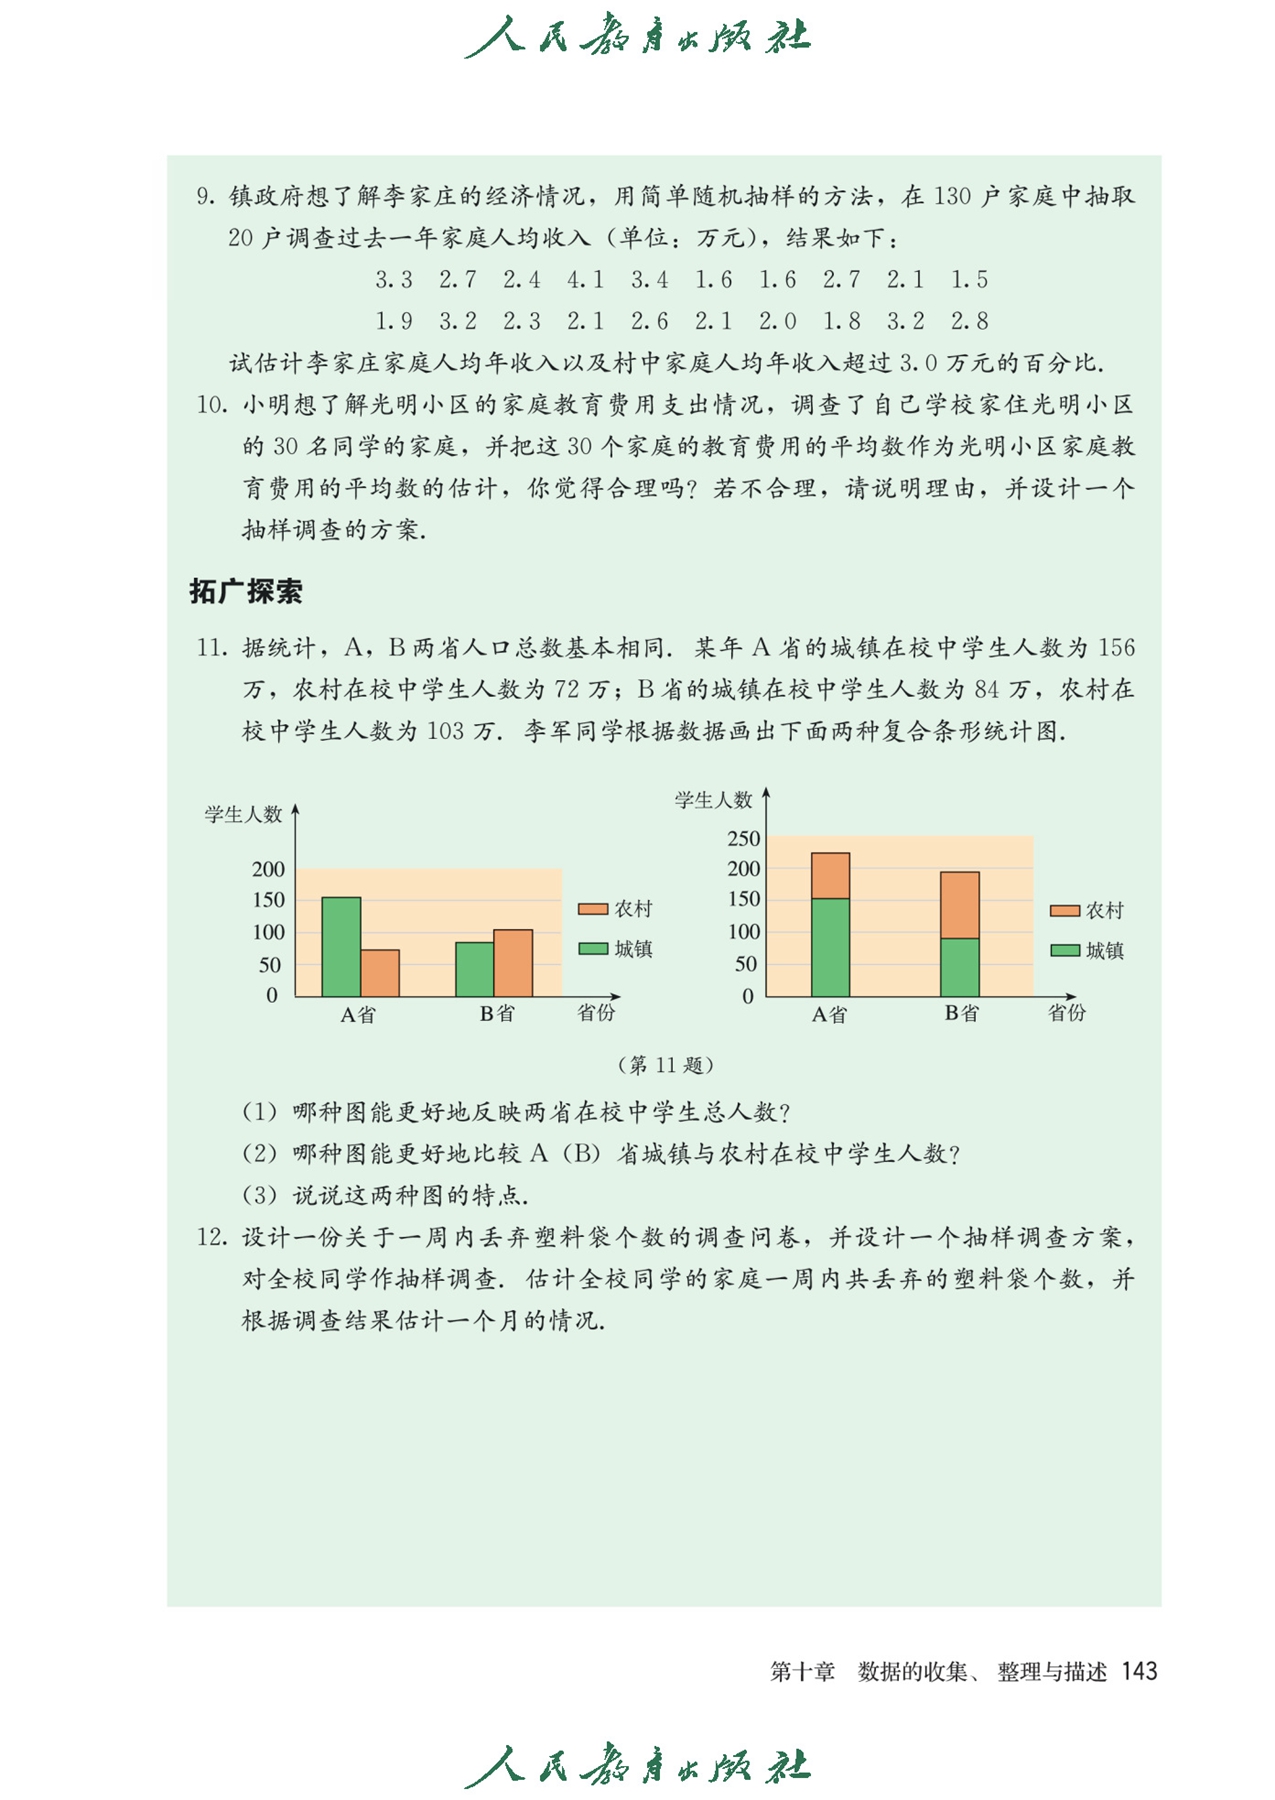 人民教育出版社
9. 镇政府想了解李家庄的经济情况，用简单随机抽样的方法，在 130 户家庭中抽取
20 户调查过去一年家庭人均收入（单位：万元），结果如下：
3.3 2.7 2.4 4.1 3.4 1.6 1.6 2.7 2.1 1.5
1.9 3.2 2.3 2.1 2.6 2.1 2.0 1.8 3.2 2.8
试估计李家庄家庭人均年收入以及村中家庭人均年收入超过 3.0 万元的百分比.
10. 小明想了解光明小区的家庭教育费用支出情况，调查了自己学校家住光明小区
的 30 名同学的家庭，并把这 30 个家庭的教育费用的平均数作为光明小区家庭教
育费用的平均数的估计，你觉得合理吗？若不合理，请说明理由，并设计一个
抽样调查的方案.
拓广探索
11. 据统计，A，B 两省人口总数基本相同. 某年 A 省的城镇在校中学生人数为 156
万，农村在校中学生人数为 72 万；B 省的城镇在校中学生人数为 84 万，农村在
校中学生人数为 103 万. 李军同学根据数据画出下面两种复合条形统计图.
学生人数
200
150
100
50
0
A省 B省 省份
农村
城镇
学生人数
250
200
150
100
50
0
A省 B省 省份
农村
城镇
（第 11 题）
（1）哪种图能更好地反映两省在校中学生总人数？
（2）哪种图能更好地比较 A（B）省城镇与农村在校中学生人数？
（3）说说这两种图的特点.
12. 设计一份关于一周内丢弃塑料袋个数的调查问卷，并设计一个抽样调查方案，
对全校同学作抽样调查. 估计全校同学的家庭一周内共丢弃的塑料袋个数，并
根据调查结果估计一个月的情况.
第十章 数据的收集、整理与描述 143
人民教育出版社